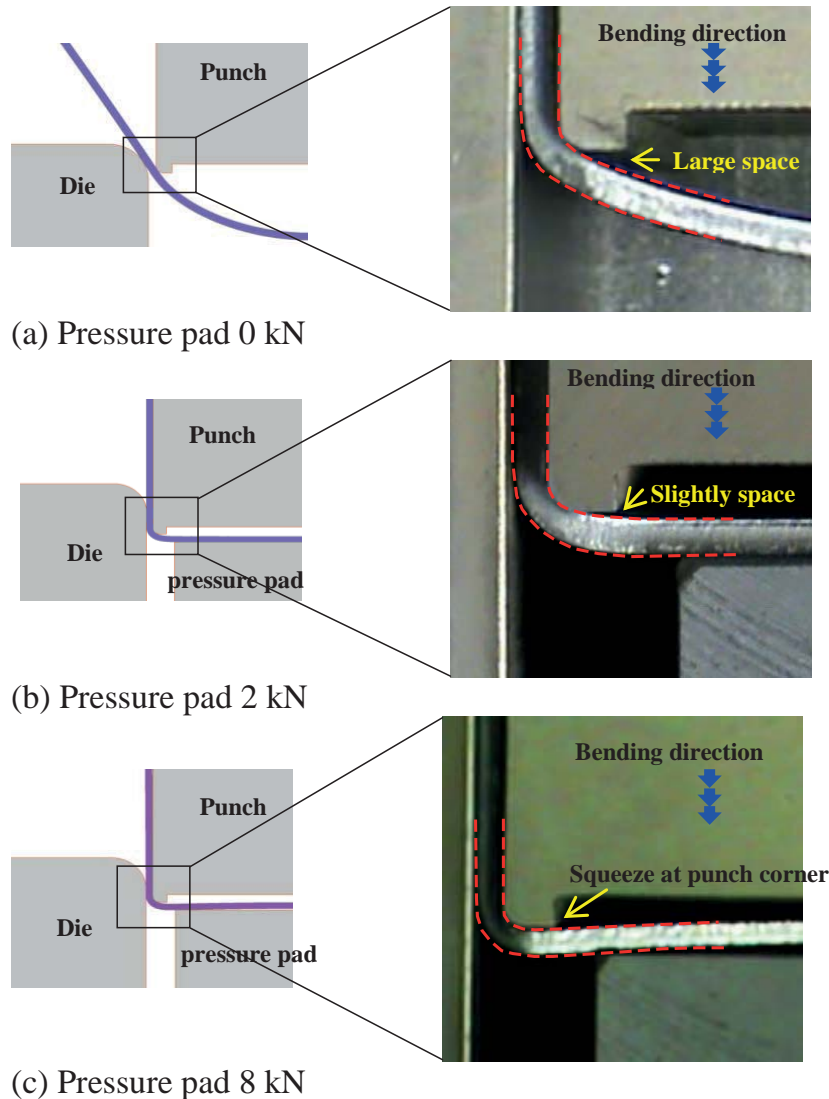 Punch
Die
Bending direction
Large space
(a) Pressure pad 0 kN
Punch
Die
pressure pad
Bending direction
Slightly space
(b) Pressure pad 2 kN
Punch
Die
pressure pad
Bending direction
Squeeze at punch corner
(c) Pressure pad 8 kN